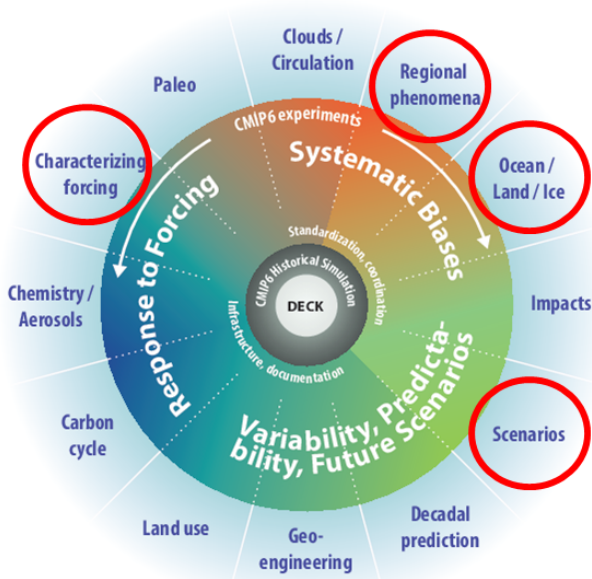 Clouds /
Circulation
Regional
phenomena
Ocean /
Land / Ice
Impacts
Scenarios
Decadal
prediction
Geo-
engineering
Land use
Carbon
cycle
Chemistry /
Aerosols
Characterizing
forcing
Paleo
CMIP6 experiments
Systematic Biases
Response to Forcing
Variability, Predicta-
bility, Future Scenarios
Standardization, coordination
Infrastructure, documentation
CMIP6 Historical Simulation
DECK